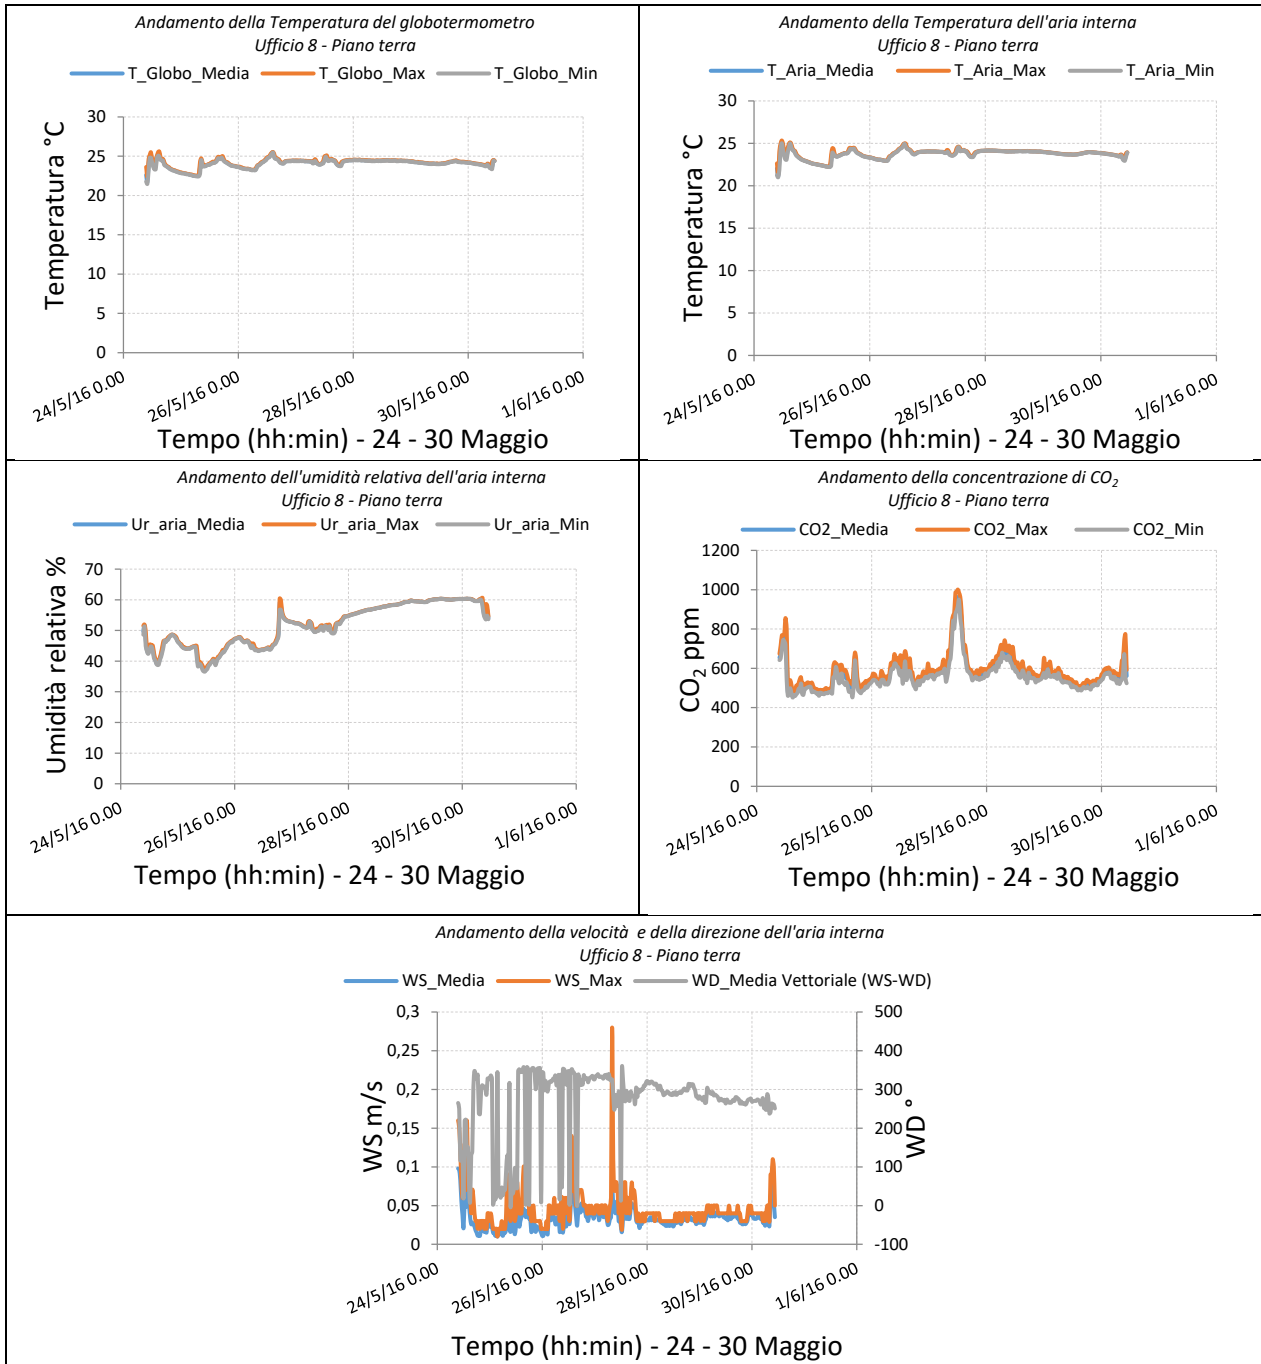 Andamento della Temperatura del globotermometro
Ufficio 8 - Piano terra
T_Globo_Media T_Globo_Max T_Globo_Min
30
25
20
15
10
5
0
Temperatura °C
24/5/16 0.00 26/5/16 0.00 28/5/16 0.00 30/5/16 0.00 1/6/16 0.00
Tempo (hh:min) - 24 - 30 Maggio
Andamento della Temperatura dell'aria interna
Ufficio 8 - Piano terra
T_Aria_Media T_Aria_Max T_Aria_Min
30
25
20
15
10
5
0
Temperatura °C
24/5/16 0.00 26/5/16 0.00 28/5/16 0.00 30/5/16 0.00 1/6/16 0.00
Tempo (hh:min) - 24 - 30 Maggio
Andamento dell'umidità relativa dell'aria interna
Ufficio 8 - Piano terra
Ur_aria_Media Ur_aria_Max Ur_aria_Min
70
60
50
40
30
20
10
0
Umidità relativa %
24/5/16 0.00 26/5/16 0.00 28/5/16 0.00 30/5/16 0.00 1/6/16 0.00
Tempo (hh:min) - 24 - 30 Maggio
Andamento della concentrazione di CO₂
Ufficio 8 - Piano terra
CO2_Media CO2_Max CO2_Min
1200
1000
800
600
400
200
0
CO₂ ppm
24/5/16 0.00 26/5/16 0.00 28/5/16 0.00 30/5/16 0.00 1/6/16 0.00
Tempo (hh:min) - 24 - 30 Maggio
Andamento della velocità e della direzione dell'aria interna
Ufficio 8 - Piano terra
WS_Media WS_Max WD_Media Vettoriale (WS-WD)
0,3
0,25
0,2
0,15
0,1
0,05
0
WS m/s
500
400
300
200
100
0
-100
WD °
24/5/16 0.00 26/5/16 0.00 28/5/16 0.00 30/5/16 0.00 1/6/16 0.00
Tempo (hh:min) - 24 - 30 Maggio